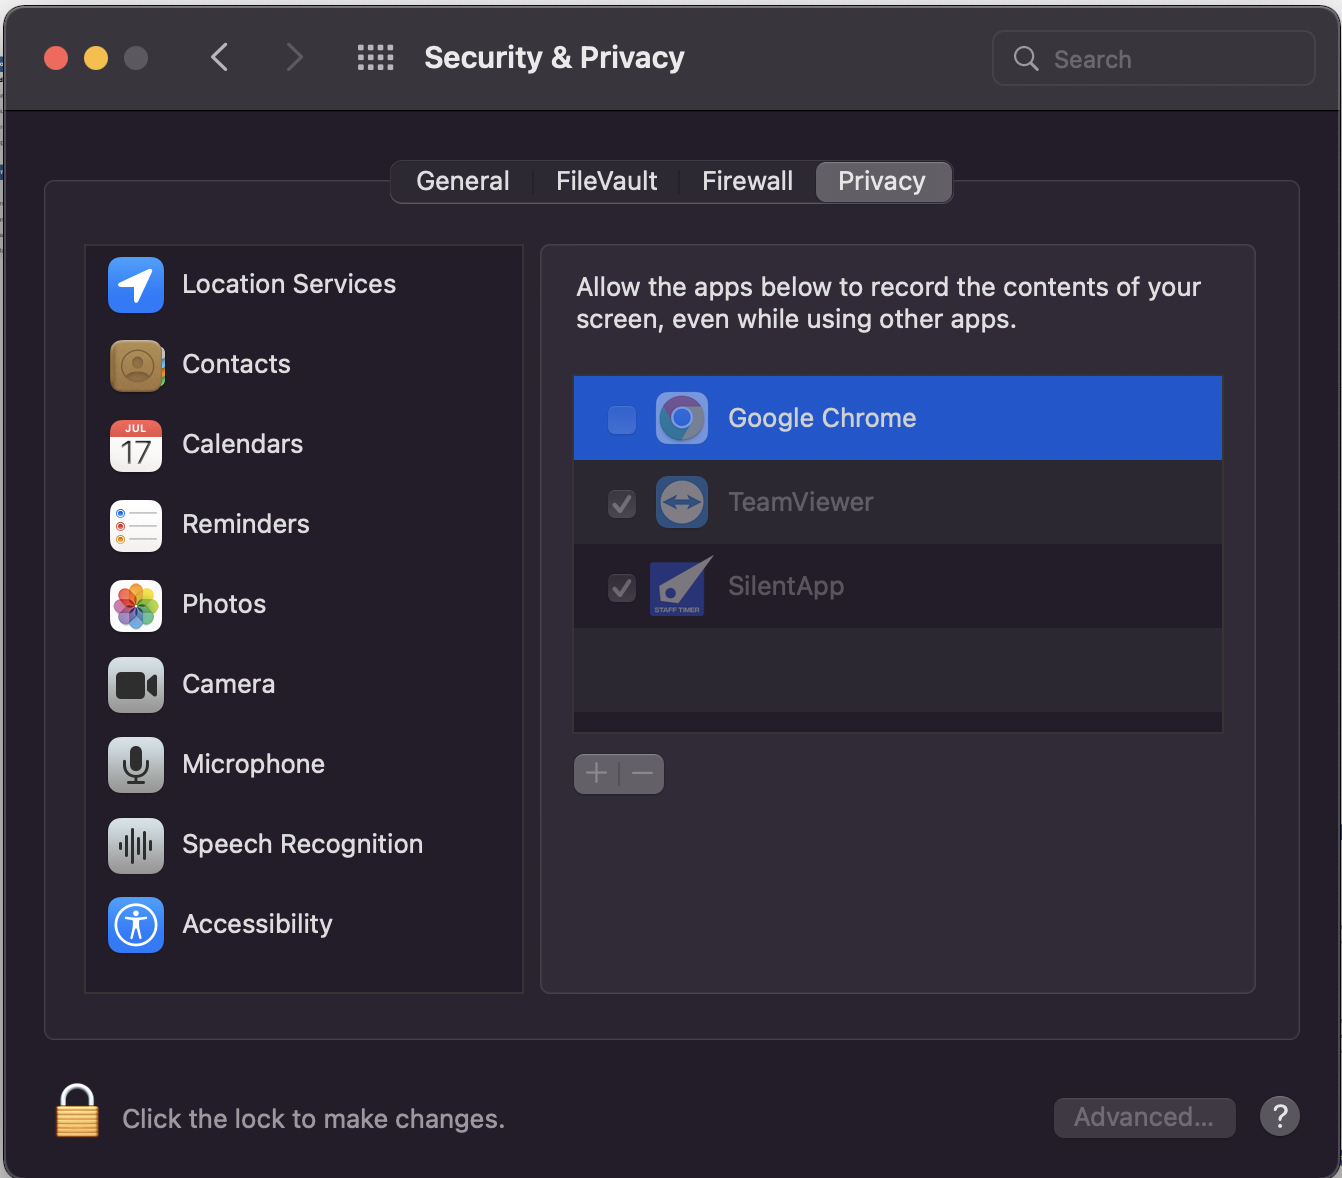 Security & Privacy
Search
General
FileVault
Firewall
Privacy
Location Services
Contacts
JUL
17
Calendars
Reminders
Photos
Camera
Microphone
Speech Recognition
Accessibility
Allow the apps below to record the contents of your
screen, even while using other apps.
Google Chrome
TeamViewer
STAFF TIMER
SilentApp
Click the lock to make changes.
Advanced...
?